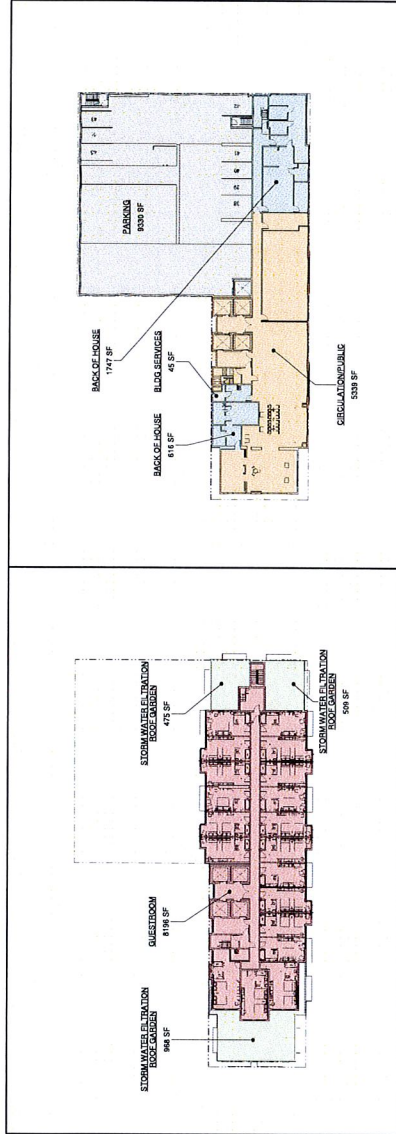 BACK OF HOUSE
1747 SF
BLDG SERVICES
45 SF
BACK OF HOUSE
616 SF
PARKING
9330 SF
CIRCULATION/PUBLIC
5339 SF
STORM WATER FILTRATION
ROOF GARDEN
968 SF
GUESTROOM
8196 SF
STORM WATER FILTRATION
ROOF GARDEN
475 SF
STORM WATER FILTRATION
ROOF GARDEN
509 SF